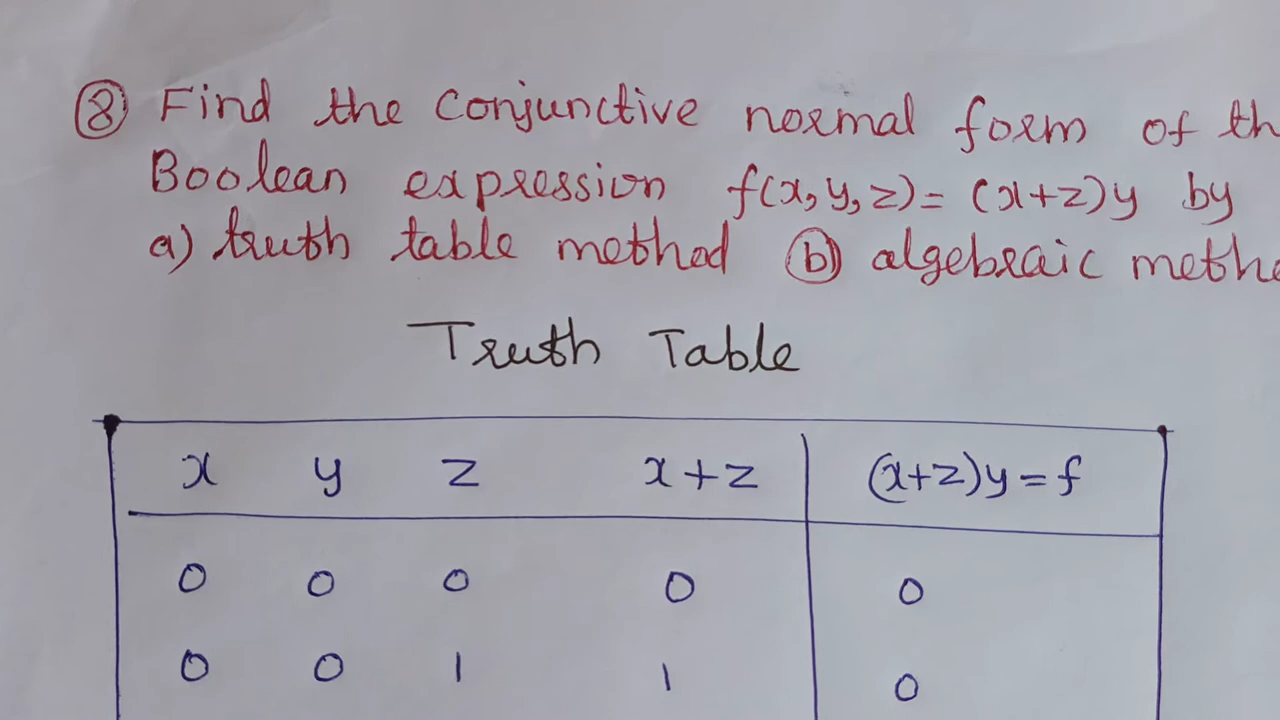 ⑧ Find the Conjunctive normal form of th
Boolean expression f(x, y, z) = (x+z)y by
a) truth table method ⓑ) algebraic metho
Truth Table
x y z x+z (x+z)y = f
0 0 0 0 0
0 0 1 1 0